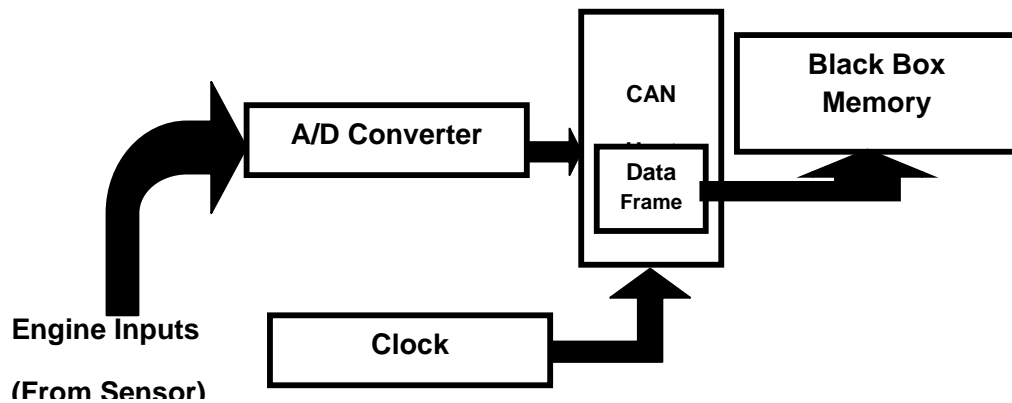 Black Box
Memory
CAN
A/D Converter
Data
Frame
Engine Inputs
Clock
(From Sensor)